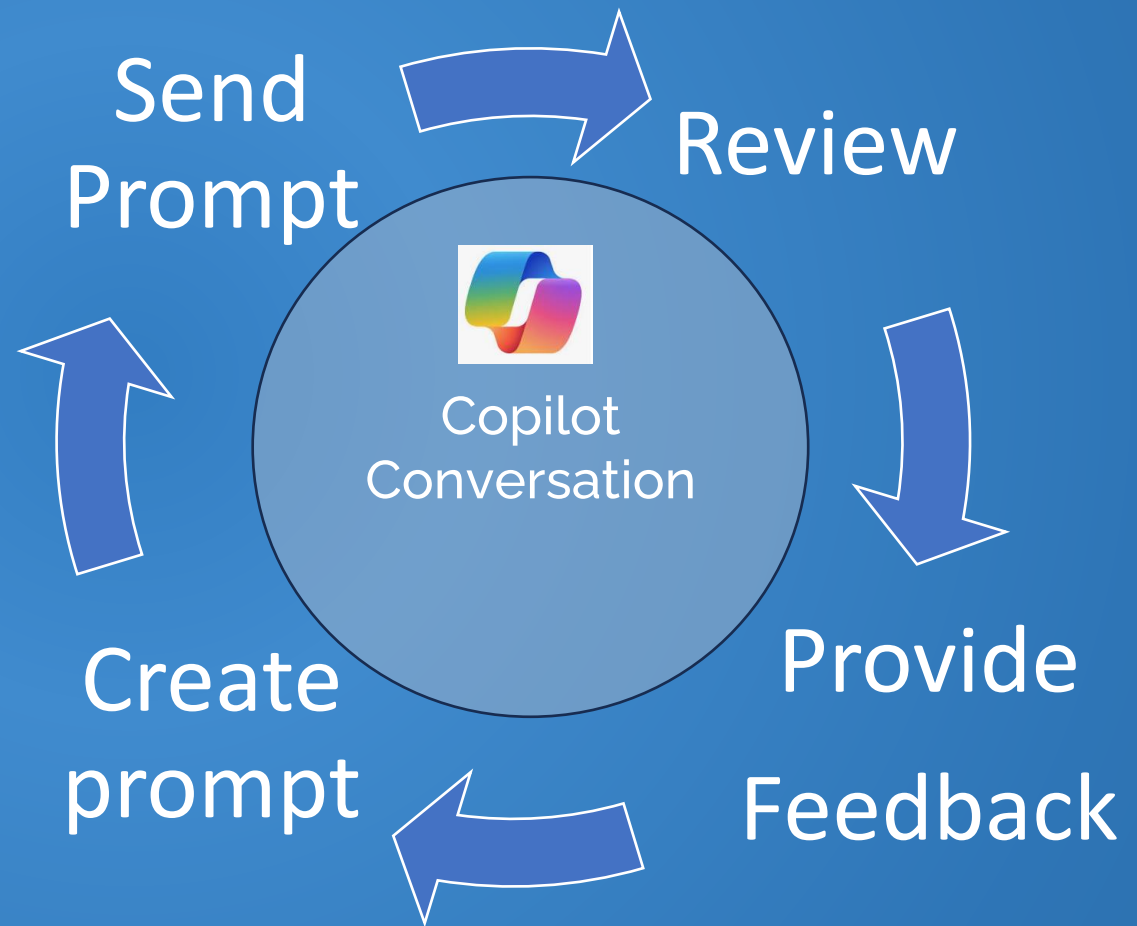 Send
Prompt
Review
Copilot
Conversation
Provide
Feedback
Create
prompt